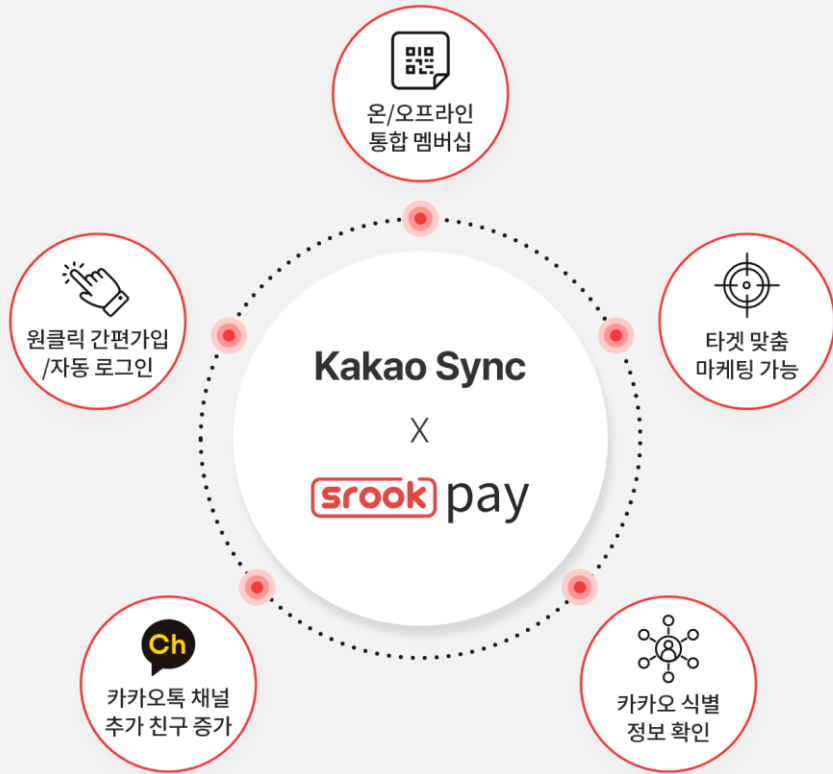 온/오프라인
통합 멤버십
원클릭 간편가입
/자동 로그인
타겟 맞춤
마케팅 가능
Kakao Sync
X
srook pay
Ch
카카오톡 채널
추가 친구 증가
카카오 식별
정보 확인